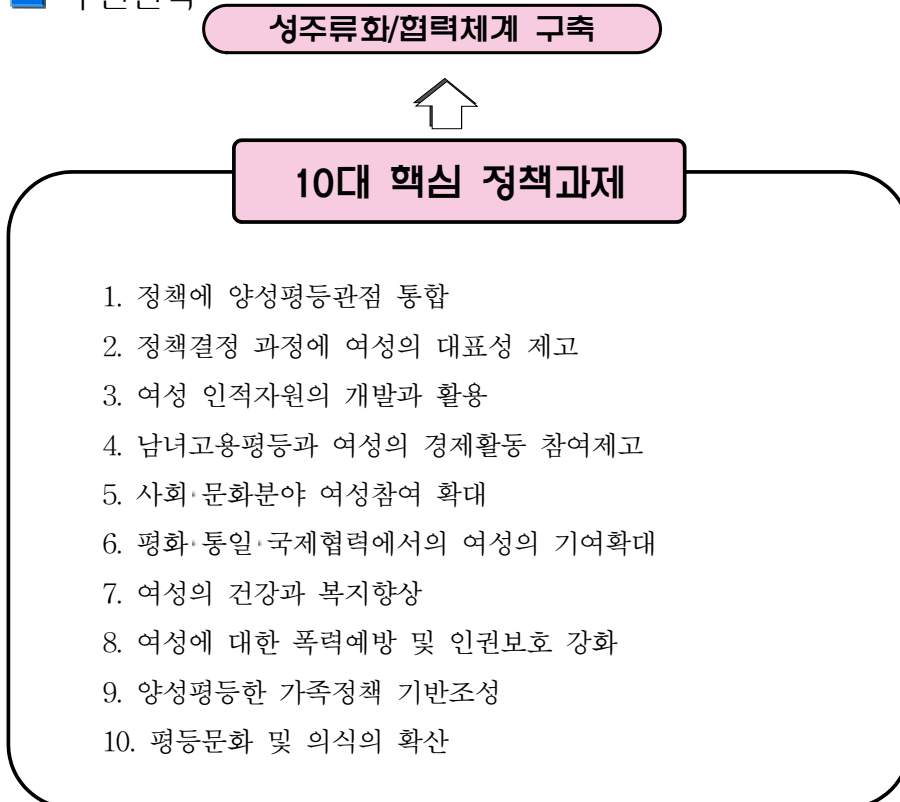 성주류화/협력체계 구축
10대 핵심 정책과제
1. 정책에 양성평등관점 통합
2. 정책결정 과정에 여성의 대표성 제고
3. 여성 인적자원의 개발과 활용
4. 남녀고용평등과 여성의 경제활동 참여제고
5. 사회·문화분야 여성참여 확대
6. 평화·통일·국제협력에서의 여성의 기여확대
7. 여성의 건강과 복지향상
8. 여성에 대한 폭력예방 및 인권보호 강화
9. 양성평등한 가족정책 기반조성
10. 평등문화 및 의식의 확산